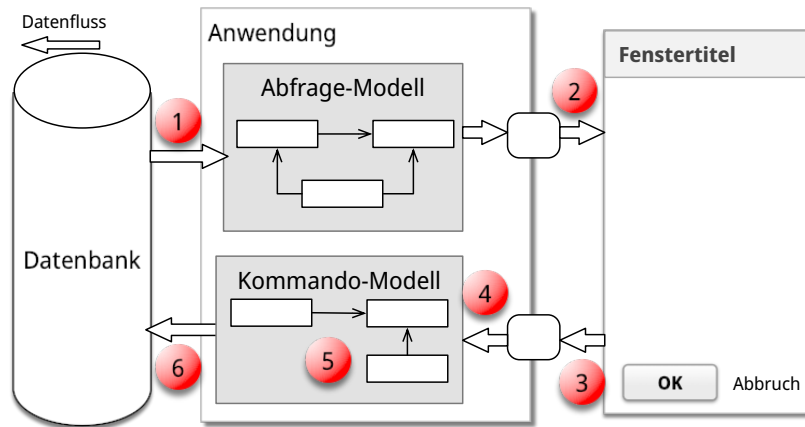 Datenfluss
Anwendung
Fenstertitel
Abfrage-Modell
1
2
Datenbank
Kommando-Modell
4
5
6
3
OK
Abbruch